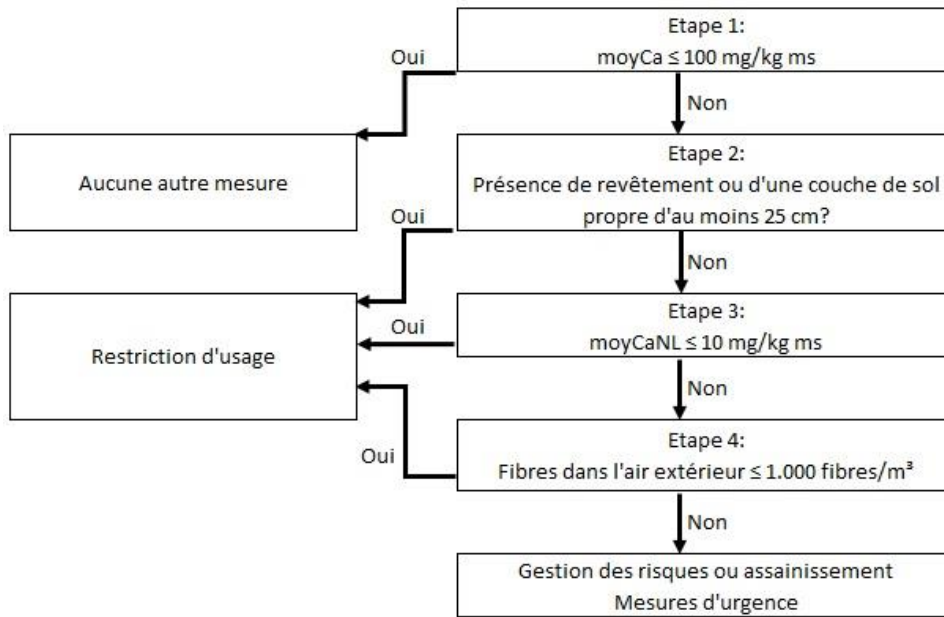 Etape 1:
moyCa ≤ 100 mg/kg ms
Oui
Non
Aucune autre mesure
Etape 2:
Présence de revêtement ou d'une couche de sol
propre d'au moins 25 cm?
Oui
Non
Restriction d'usage
Etape 3:
moyCaNL ≤ 10 mg/kg ms
Oui
Non
Etape 4:
Fibres dans l'air extérieur ≤ 1.000 fibres/m³
Oui
Non
Gestion des risques ou assainissement
Mesures d'urgence